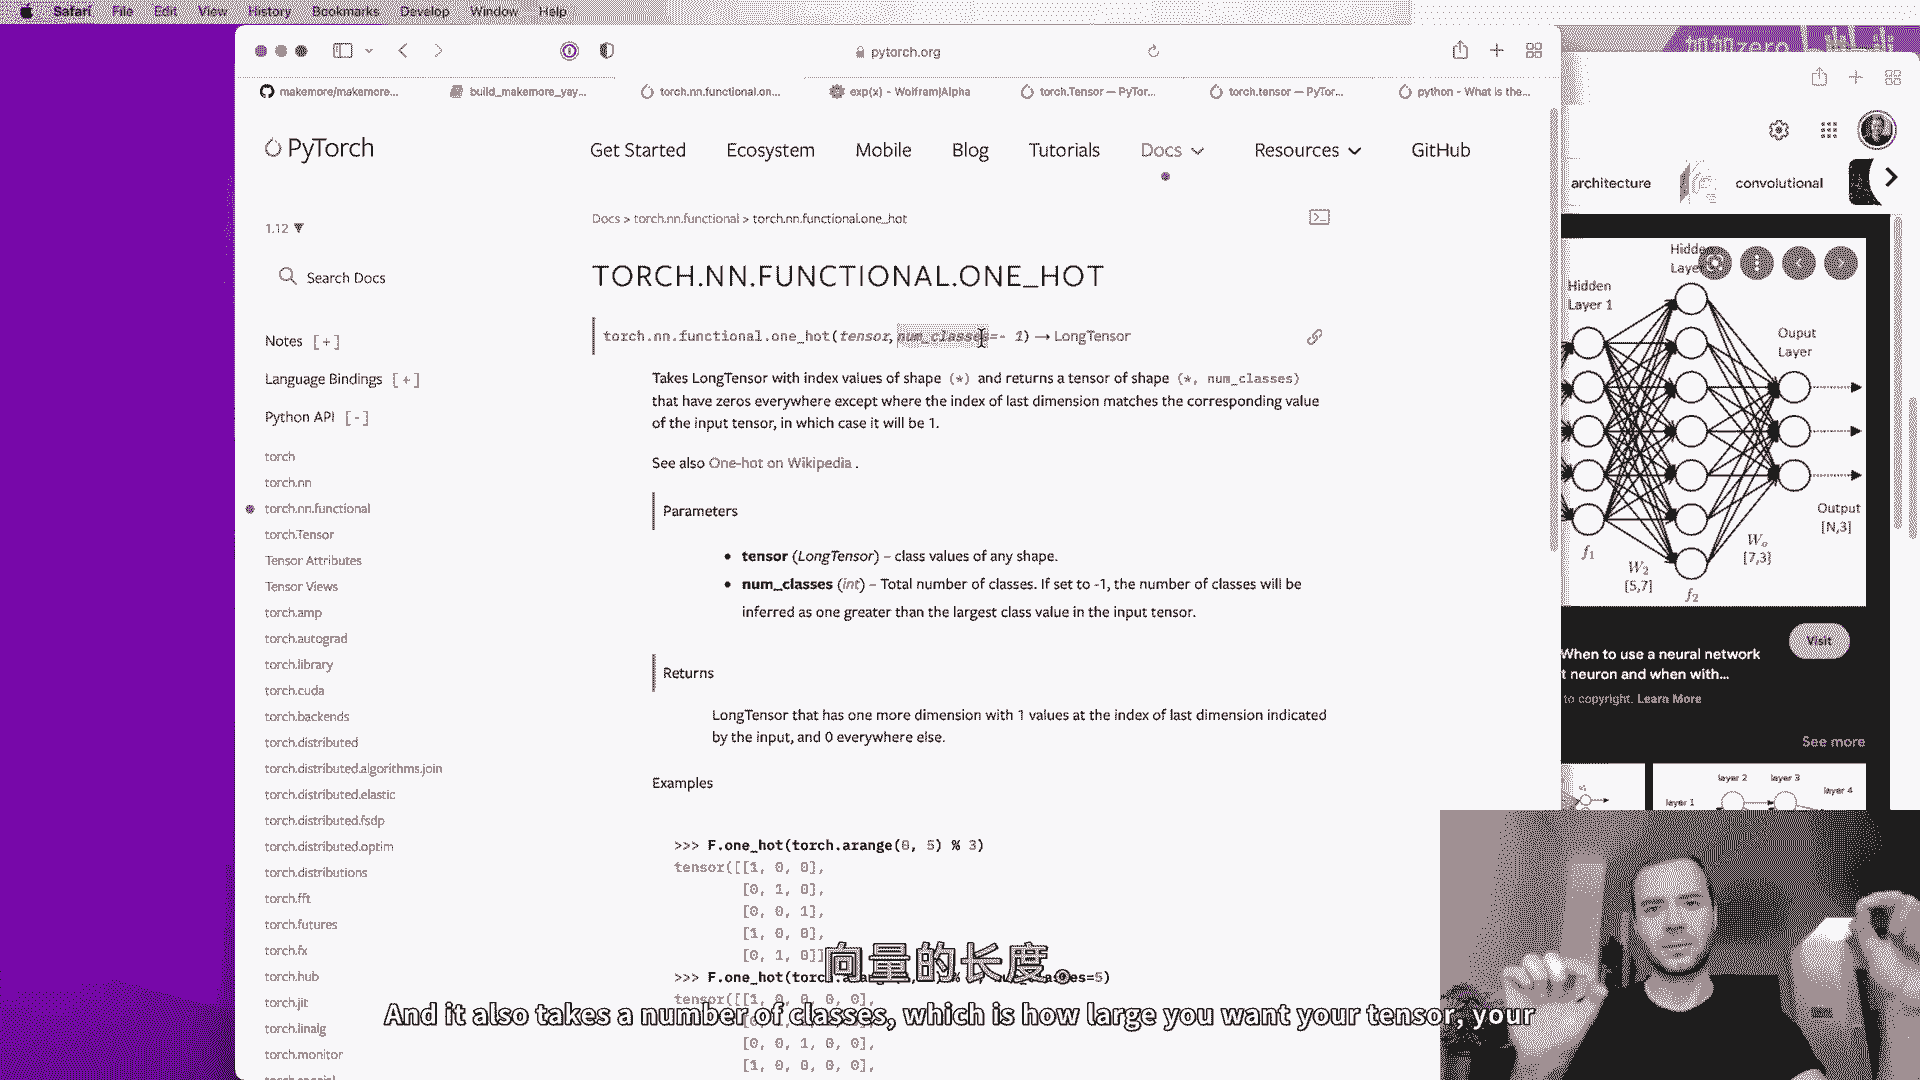 Safari File Edit View History Bookmarks Develop Window Help
pytorch.org
makemore/makemore...
build_makemore_yay...
torch.nn.functional.on...
exp(x) - Wolfram|Alpha
torch.Tensor — PyTor...
torch.tensor — PyTor...
python - What is the...
PyTorch
Get Started
Ecosystem
Mobile
Blog
Tutorials
Docs
Resources
GitHub
1.12 ▼
Search Docs
Notes [+]
Language Bindings [+]
Python API [-]
torch
torch.nn
torch.nn.functional
torch.Tensor
Tensor Attributes
Tensor Views
torch.amp
torch.autograd
torch.library
torch.cuda
torch.backends
torch.distributed
torch.distributed.algorithms.join
torch.distributed.elastic
torch.distributed.fsdp
torch.distributed.optim
torch.distributions
torch.fft
torch.futures
torch.fx
torch.hub
torch.jit
torch.linalg
torch.monitor
Docs > torch.nn.functional > torch.nn.functional.one_hot
TORCH.NN.FUNCTIONAL.ONE_HOT
torch.nn.functional.one_hot(tensor, num_classes=- 1) → LongTensor
Takes LongTensor with index values of shape (*) and returns a tensor of shape (*, num_classes)
that have zeros everywhere except where the index of last dimension matches the corresponding value
of the input tensor, in which case it will be 1.
See also One-hot on Wikipedia .
Parameters
• tensor (LongTensor) – class values of any shape.
• num_classes (int) – Total number of classes. If set to -1, the number of classes will be
inferred as one greater than the largest class value in the input tensor.
Returns
LongTensor that has one more dimension with 1 values at the index of last dimension indicated
by the input, and 0 everywhere else.
Examples
>>> F.one_hot(torch.arange(0, 5) % 3)
tensor([[1, 0, 0],
[0, 1, 0],
[0, 0, 1],
[1, 0, 0],
[0, 1, 0]]
>>> F.one_hot(torch
=5)
tensor([[1, 0, 0, 0, 0],
[0, 0, 1, 0, 0],
[1, 0, 0, 0, 0],
architecture
convolutional
Hidden
Layer 1
Ouput
Layer
Output
[N,3]
f1
W2
[5,7]
f2
Wo
[7,3]
Visit
When to use a neural network
t neuron and when with...
to copyright. Learn More
See more
layer 1
layer 2
layer 3
layer 4
向量的长度。
And it also takes a number of classes, which is how large you want your tensor, your